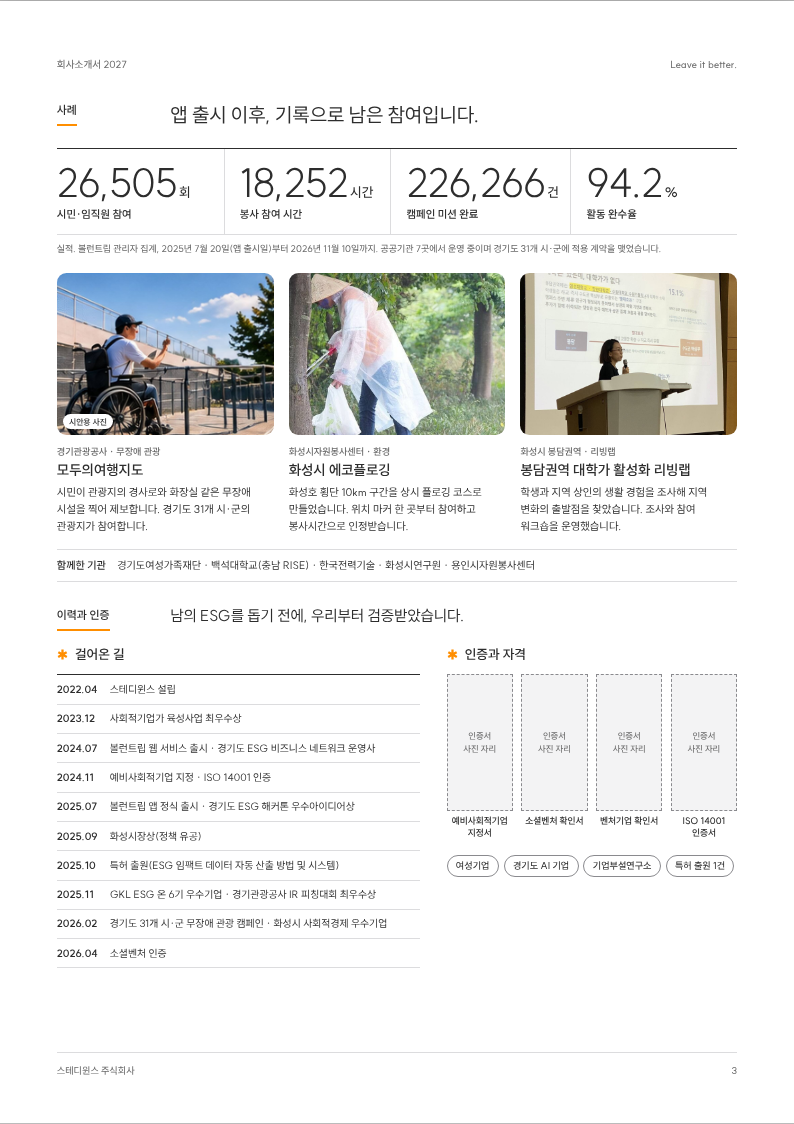 회사소개서 2027
Leave it better.
사례
앱 출시 이후, 기록으로 남은 참여입니다.
26,505회
시민·임직원 참여
18,252시간
봉사 참여 시간
226,266건
캠페인 미션 완료
94.2%
활동 완수율
실적. 볼런트립 관리자 집계, 2025년 7월 20일(앱 출시일)부터 2026년 11월 10일까지. 공공기관 7곳에서 운영 중이며 경기도 31개 시·군에 적용 계약을 맺었습니다.
시안용 사진
경기관광공사 · 무장애 관광
모두의여행지도
시민이 관광지의 경사로와 화장실 같은 무장애
시설을 찍어 제보합니다. 경기도 31개 시·군의
관광지가 참여합니다.
화성시자원봉사센터 · 환경
화성시 에코플로깅
화성호 횡단 10km 구간을 상시 플로깅 코스로
만들었습니다. 위치 마커 한 곳부터 참여하고
봉사시간으로 인정받습니다.
15.1%
화성시 봉담권역 · 리빙랩
봉담권역 대학가 활성화 리빙랩
학생과 지역 상인의 생활 경험을 조사해 지역
변화의 출발점을 찾았습니다. 조사와 참여
워크숍을 운영했습니다.
함께한 기관 경기도여성가족재단 · 백석대학교(충남 RISE) · 한국전력기술 · 화성시연구원 · 용인시자원봉사센터
이력과 인증
남의 ESG를 돕기 전에, 우리부터 검증받았습니다.
걸어온 길
2022.04 스테디윈스 설립
2023.12 사회적기업가 육성사업 최우수상
2024.07 볼런트립 웹 서비스 출시 · 경기도 ESG 비즈니스 네트워크 운영사
2024.11 예비사회적기업 지정 · ISO 14001 인증
2025.07 볼런트립 앱 정식 출시 · 경기도 ESG 해커톤 우수아이디어상
2025.09 화성시장상(정책 유공)
2025.10 특허 출원(ESG 임팩트 데이터 자동 산출 방법 및 시스템)
2025.11 GKL ESG 온 6기 우수기업 · 경기관광공사 IR 피칭대회 최우수상
2026.02 경기도 31개 시·군 무장애 관광 캠페인 · 화성시 사회적경제 우수기업
2026.04 소셜벤처 인증
인증과 자격
인증서
사진 자리
인증서
사진 자리
인증서
사진 자리
인증서
사진 자리
예비사회적기업
지정서
소셜벤처 확인서
벤처기업 확인서
ISO 14001
인증서
여성기업
경기도 AI 기업
기업부설연구소
특허 출원 1건
스테디윈스 주식회사
3